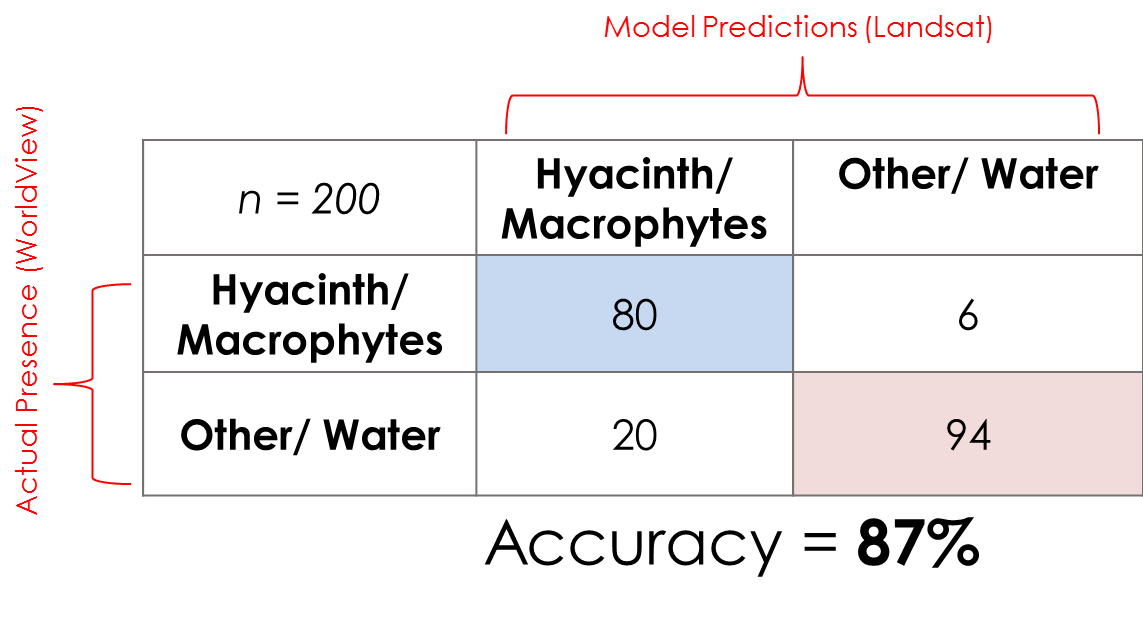 Model Predictions (Landsat)
Actual Presence (WorldView)
n = 200
Hyacinth/
Macrophytes
Other/ Water
Hyacinth/
Macrophytes
80
6
Other/ Water
20
94
Accuracy = 87%